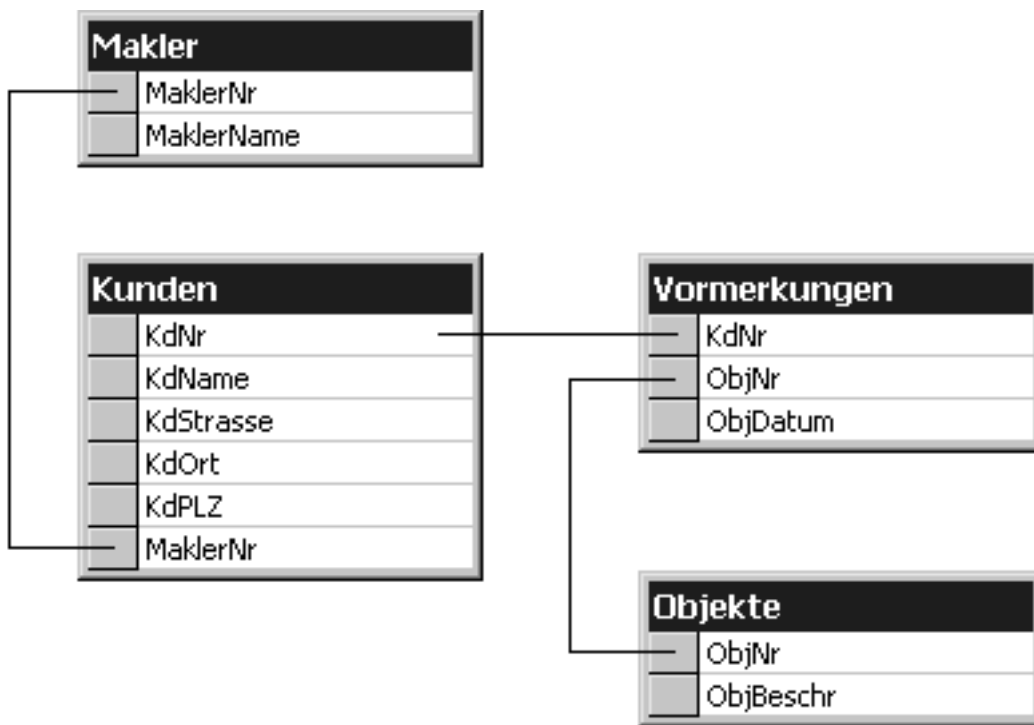 Makler
MaklerNr
MaklerName
Kunden
KdNr
KdName
KdStrasse
KdOrt
KdPLZ
MaklerNr
Vormerkungen
KdNr
ObjNr
ObjDatum
Objekte
ObjNr
ObjBeschr